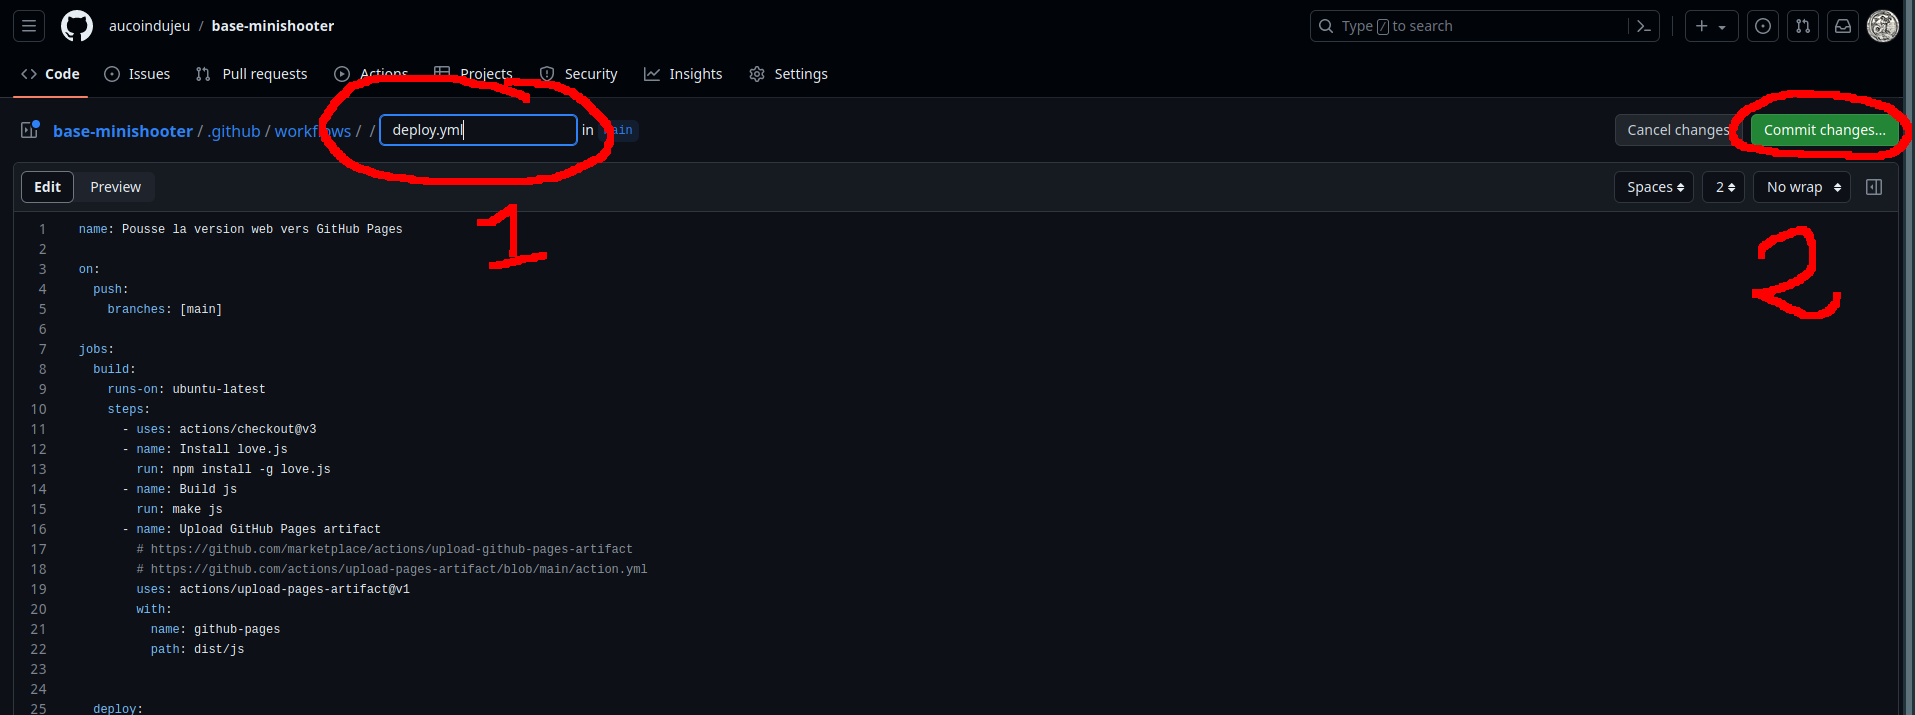 aucoindujeu / base-minishooter
Type / to search
Code
Issues
Pull requests
Actions
Projects
Security
Insights
Settings
base-minishooter / .github / workflows / / deploy.yml in main
Cancel changes
Commit changes...
Edit
Preview
Spaces
2
No wrap
1
2
1 name: Pousse la version web vers GitHub Pages
2
3 on:
4 push:
5 branches: [main]
6
7 jobs:
8 build:
9 runs-on: ubuntu-latest
10 steps:
11 - uses: actions/checkout@v3
12 - name: Install love.js
13 run: npm install -g love.js
14 - name: Build js
15 run: make js
16 - name: Upload GitHub Pages artifact
17 # https://github.com/marketplace/actions/upload-github-pages-artifact
18 # https://github.com/actions/upload-pages-artifact/blob/main/action.yml
19 uses: actions/upload-pages-artifact@v1
20 with:
21 name: github-pages
22 path: dist/js
23
24
25 deploy: